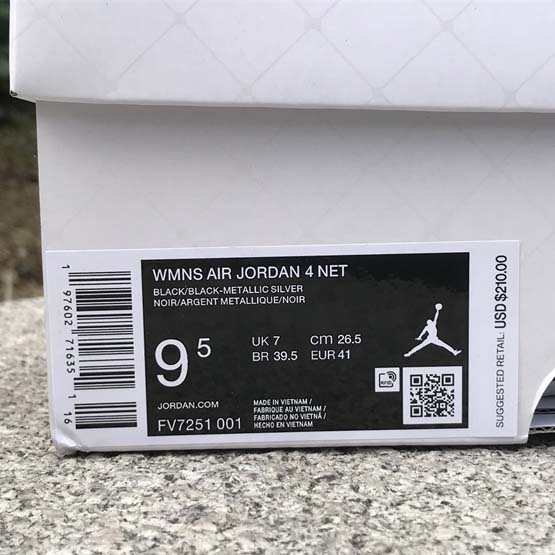 WMNS AIR JORDAN 4 NET
BLACK/BLACK-METALLIC SILVER
NOIR/ARGENT METALLIQUE/NOIR
9 5
UK 7 cm 26.5
BR 39.5 EUR 41
RFID
JORDAN.COM
FV7251 001
MADE IN VIETNAM /
FABRIQUE AU VIETNAM /
FABRICADO NO VIETNÃ /
HECHO EN VIETNAM
SUGGESTED RETAIL: USD $210.00
1 97602 71635 1 16